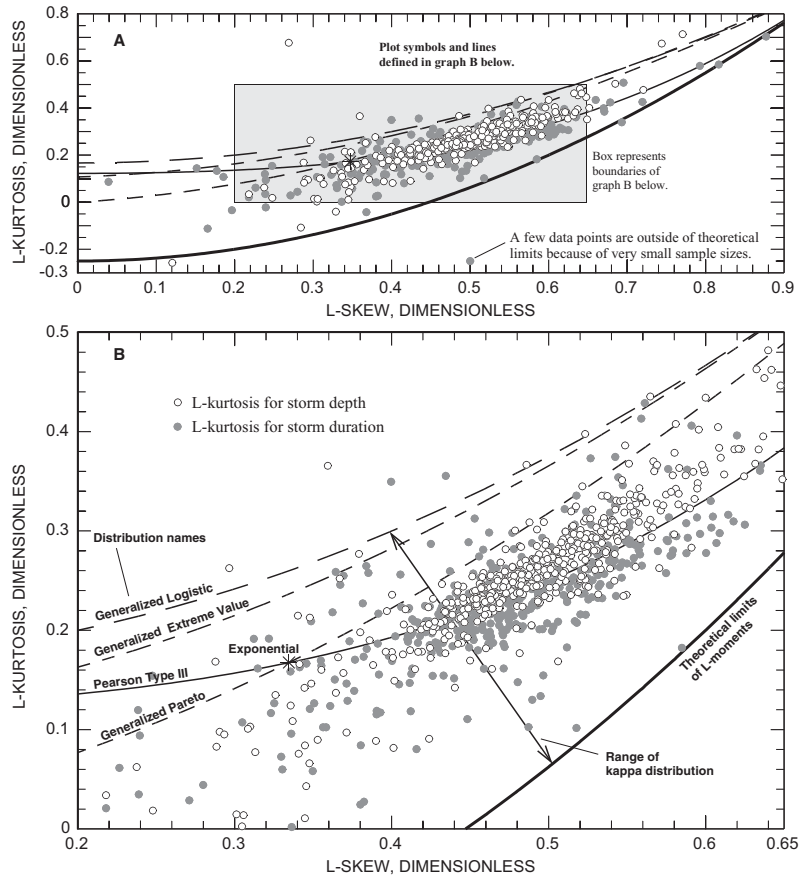 0.8
0.6
0.4
0.2
0
-0.2
-0.3
L-KURTOSIS, DIMENSIONLESS
A
Plot symbols and lines
defined in graph B below.
Box represents
boundaries of
graph B below.
A few data points are outside of theoretical
limits because of very small sample sizes.
0 0.1 0.2 0.3 0.4 0.5 0.6 0.7 0.8 0.9
L-SKEW, DIMENSIONLESS
0.5
0.4
0.3
0.2
0.1
0
L-KURTOSIS, DIMENSIONLESS
B
L-kurtosis for storm depth
L-kurtosis for storm duration
Distribution names
Generalized Logistic
Generalized Extreme Value
Exponential
Pearson Type III
Generalized Pareto
Theoretical limits
of L-moments
Range of
kappa distribution
0.2 0.3 0.4 0.5 0.6 0.65
L-SKEW, DIMENSIONLESS